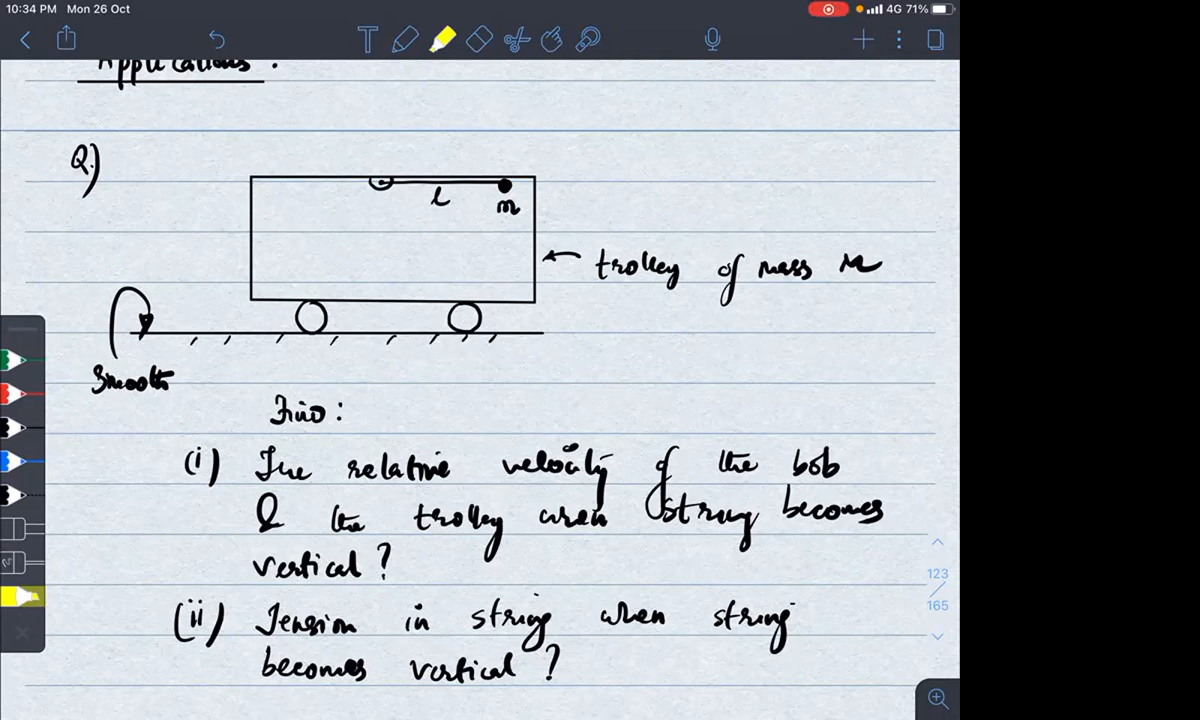 10:34 PM Mon 26 Oct 4G 71%
Applications :
Q.)
l
m
trolley of mass M
Smooth
Find :
(i) The relative velocity of the bob
& the trolley when string becomes
vertical ?
(ii) Tension in string when string
becomes vertical ?
123
165